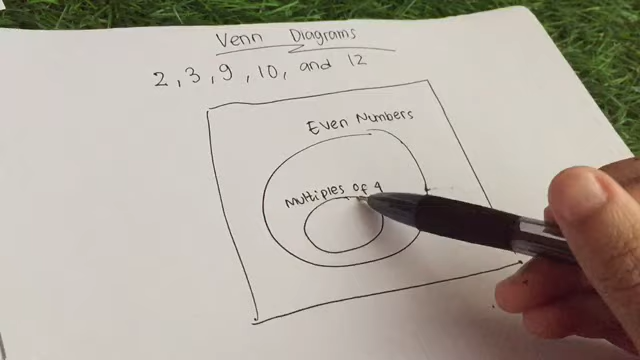 Venn Diagrams
2, 3, 9, 10, and 12
Even Numbers
Multiples of 4